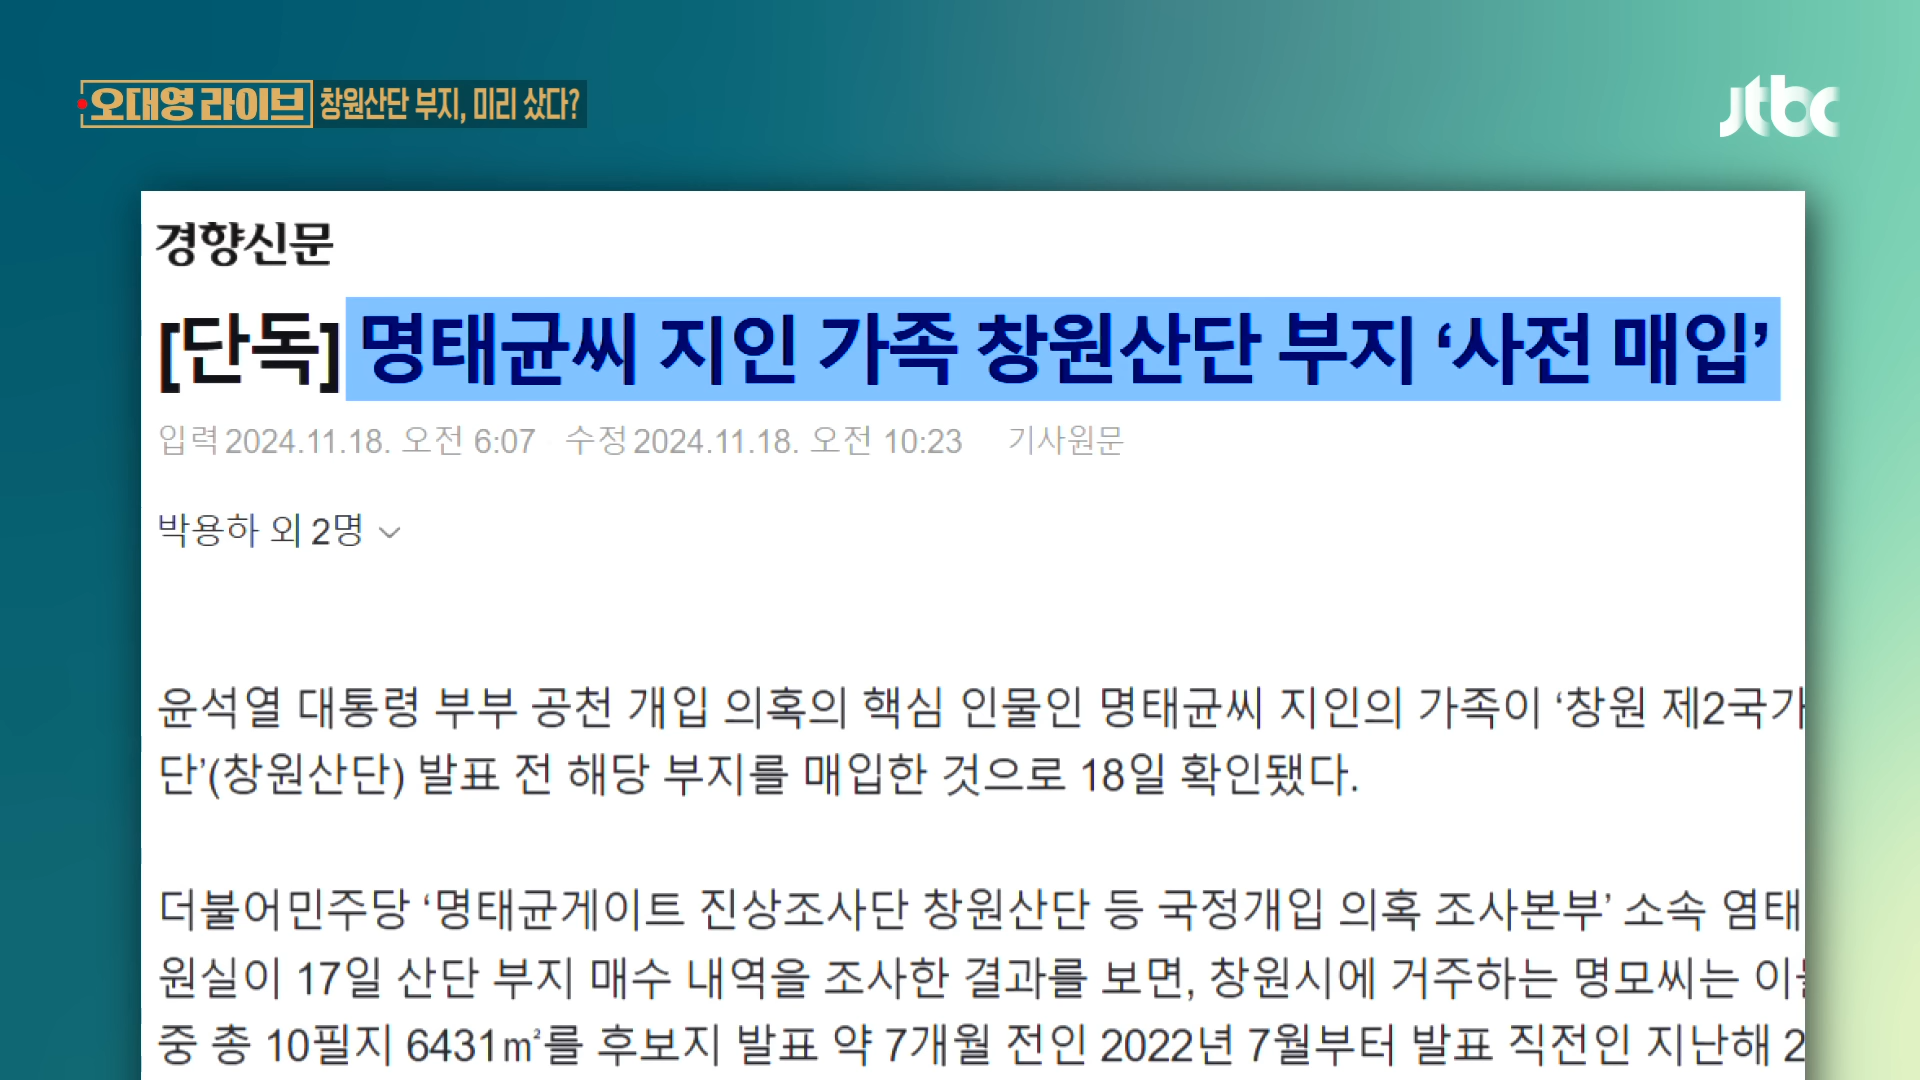 오대영 라이브 창원산단 부지, 미리 샀다?
jtbc
경향신문
[단독] 명태균씨 지인 가족 창원산단 부지 ‘사전 매입’
입력 2024.11.18. 오전 6:07 수정 2024.11.18. 오전 10:23 기사원문
박용하 외 2명
윤석열 대통령 부부 공천 개입 의혹의 핵심 인물인 명태균씨 지인의 가족이 ‘창원 제2국가
단’(창원산단) 발표 전 해당 부지를 매입한 것으로 18일 확인됐다.
더불어민주당 ‘명태균게이트 진상조사단 창원산단 등 국정개입 의혹 조사본부’ 소속 염태
원실이 17일 산단 부지 매수 내역을 조사한 결과를 보면, 창원시에 거주하는 명모씨는
중 총 10필지 6431㎡를 후보지 발표 약 7개월 전인 2022년 7월부터 발표 직전인 지난해 2